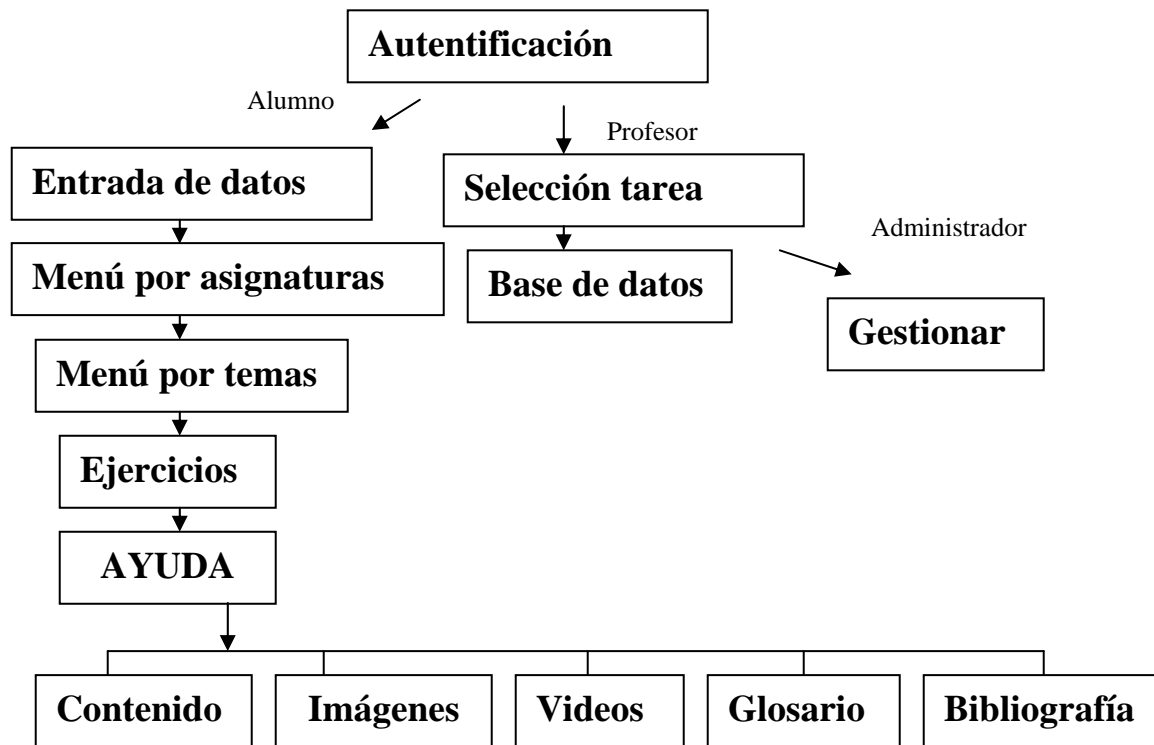 Autentificación
Alumno
Profesor
Entrada de datos
Selección tarea
Administrador
Menú por asignaturas
Base de datos
Gestionar
Menú por temas
Ejercicios
AYUDA
Contenido
Imágenes
Videos
Glosario
Bibliografía